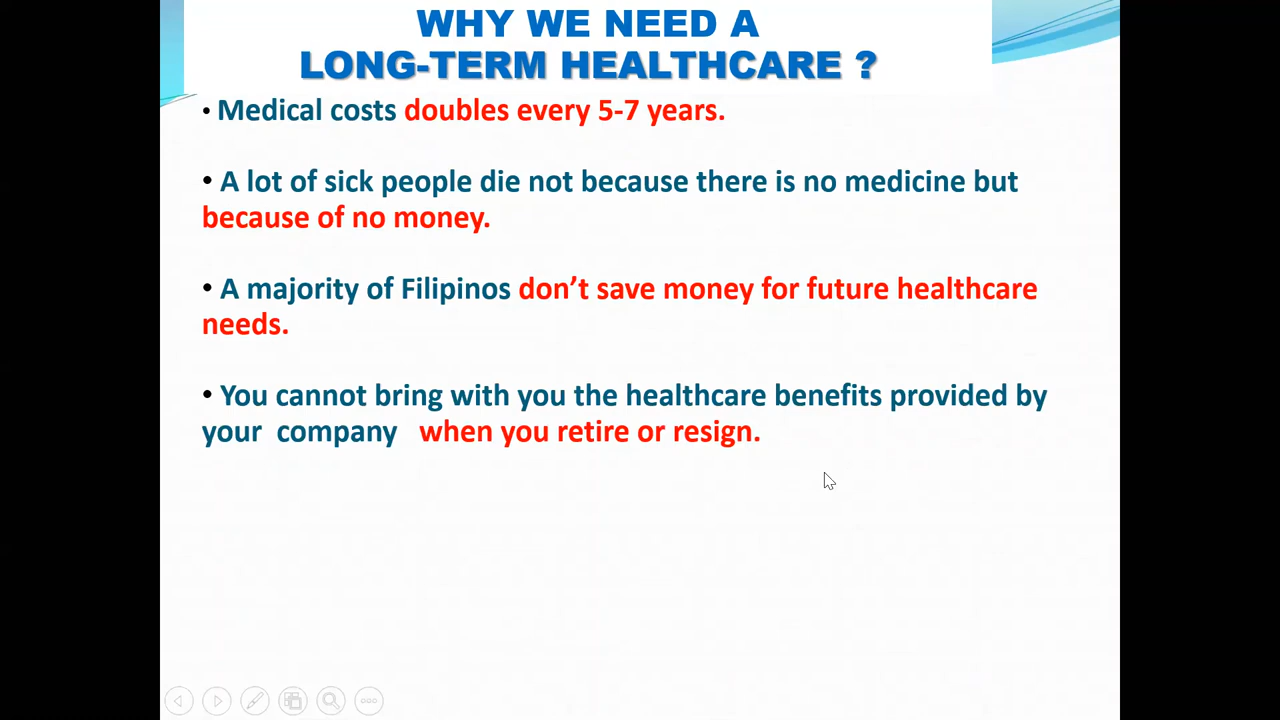 WHY WE NEED A
LONG-TERM HEALTHCARE ?
• Medical costs doubles every 5-7 years.
• A lot of sick people die not because there is no medicine but
because of no money.
• A majority of Filipinos don’t save money for future healthcare
needs.
• You cannot bring with you the healthcare benefits provided by
your company when you retire or resign.